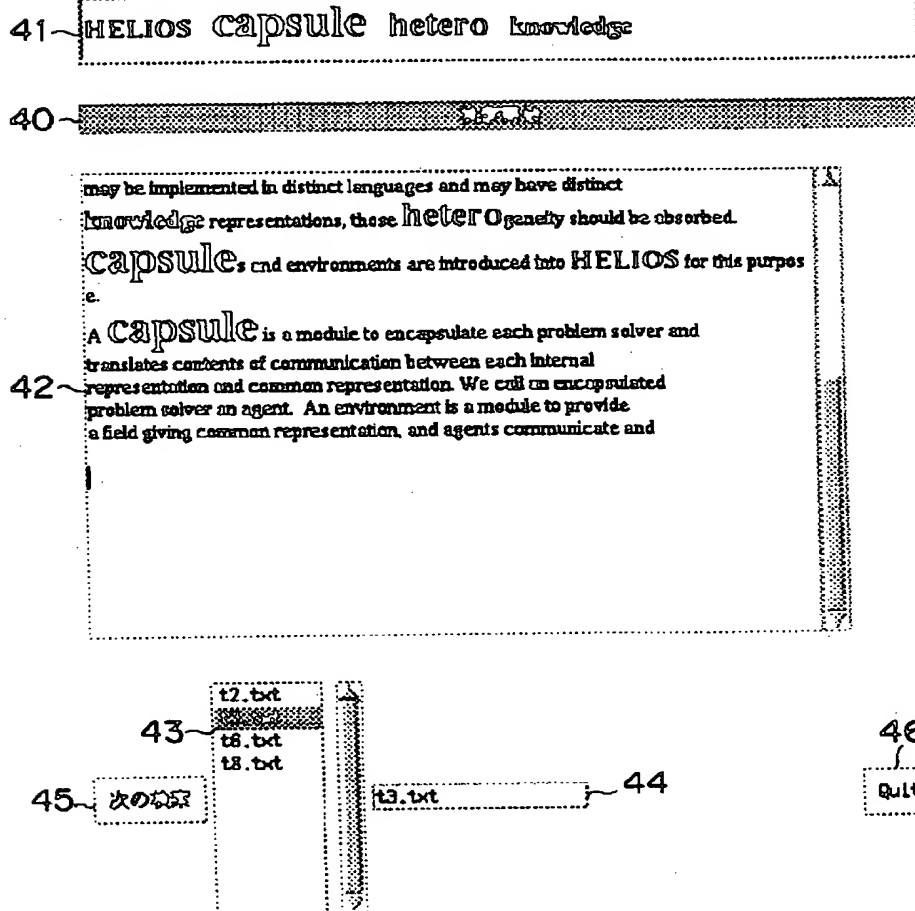 41 HELIOS capsule hetero knowledge
40
may be implemented in distinct languages and may have distinct
knowledge representations, those heterogeneity should be absorbed.
capsules and environments are introduced into HELIOS for this purpos
e.
A capsule is a module to encapsulate each problem solver and
translates contents of communication between each internal
42 representation and common representation. We call an encapsulated
problem solver an agent. An environment is a module to provide
a field giving common representation, and agents communicate and
t2.txt
43
t6.txt
t8.txt
46
45 次の
t3.txt 44
Quit